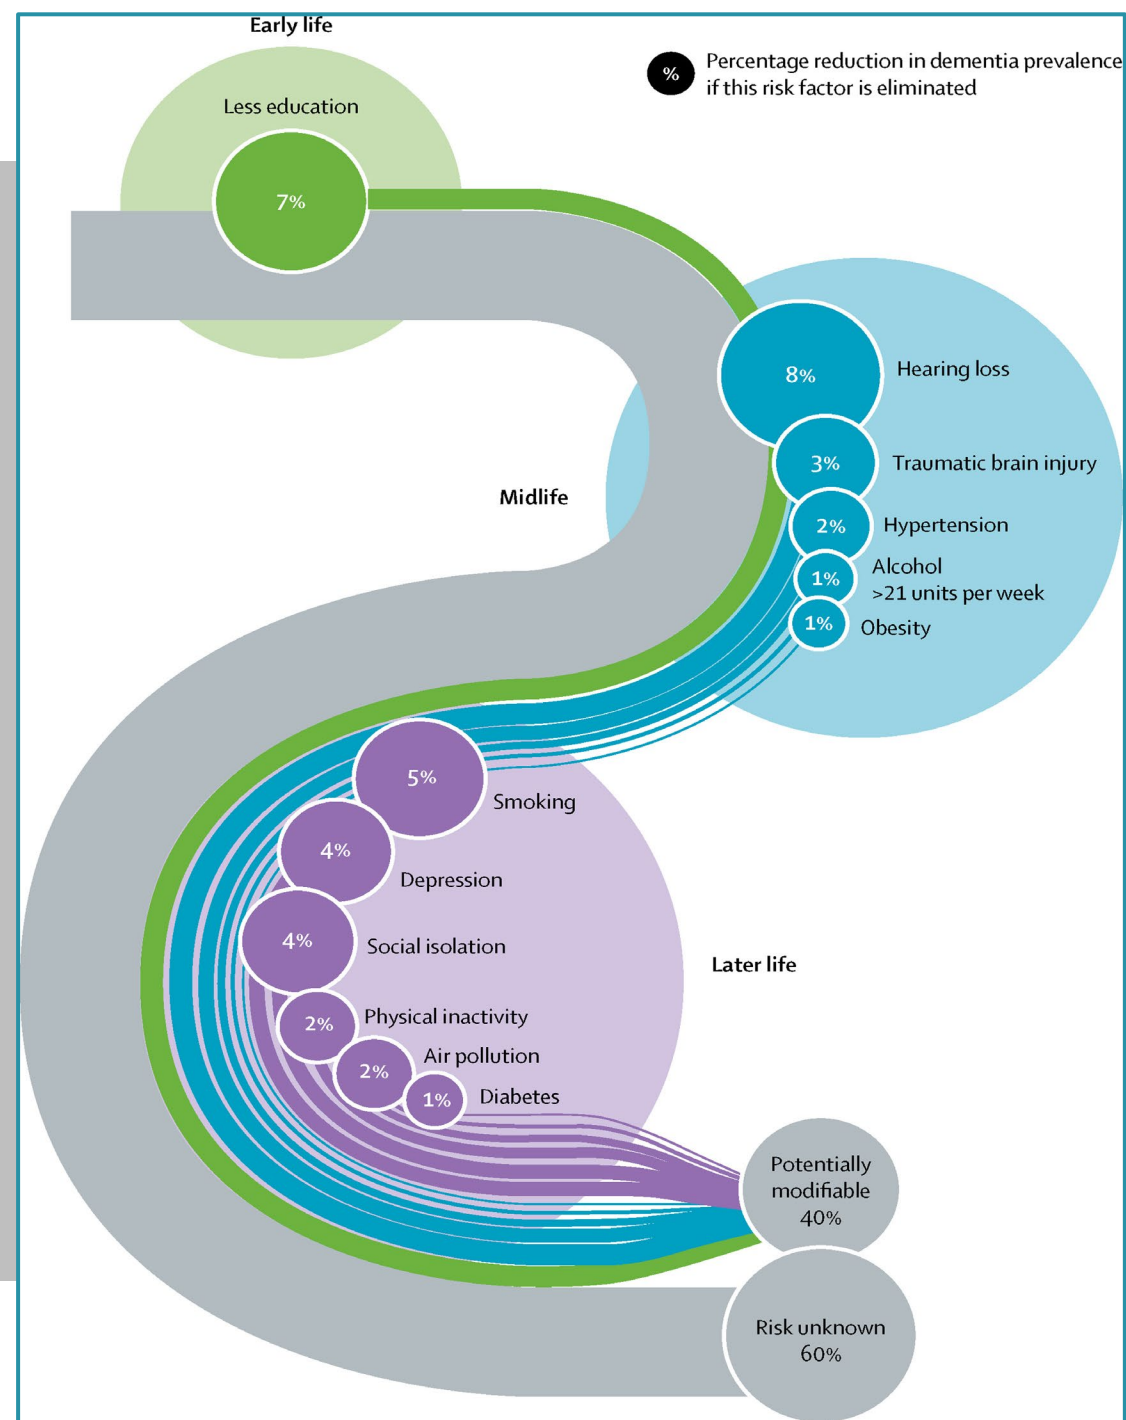 Early life
% Percentage reduction in dementia prevalence
if this risk factor is eliminated
Less education
7%
8% Hearing loss
3% Traumatic brain injury
Midlife
2% Hypertension
1% Alcohol
>21 units per week
1% Obesity
5%
Smoking
4%
Depression
4% Social isolation
Later life
2% Physical inactivity
2% Air pollution
1% Diabetes
Potentially
modifiable
40%
Risk unknown
60%